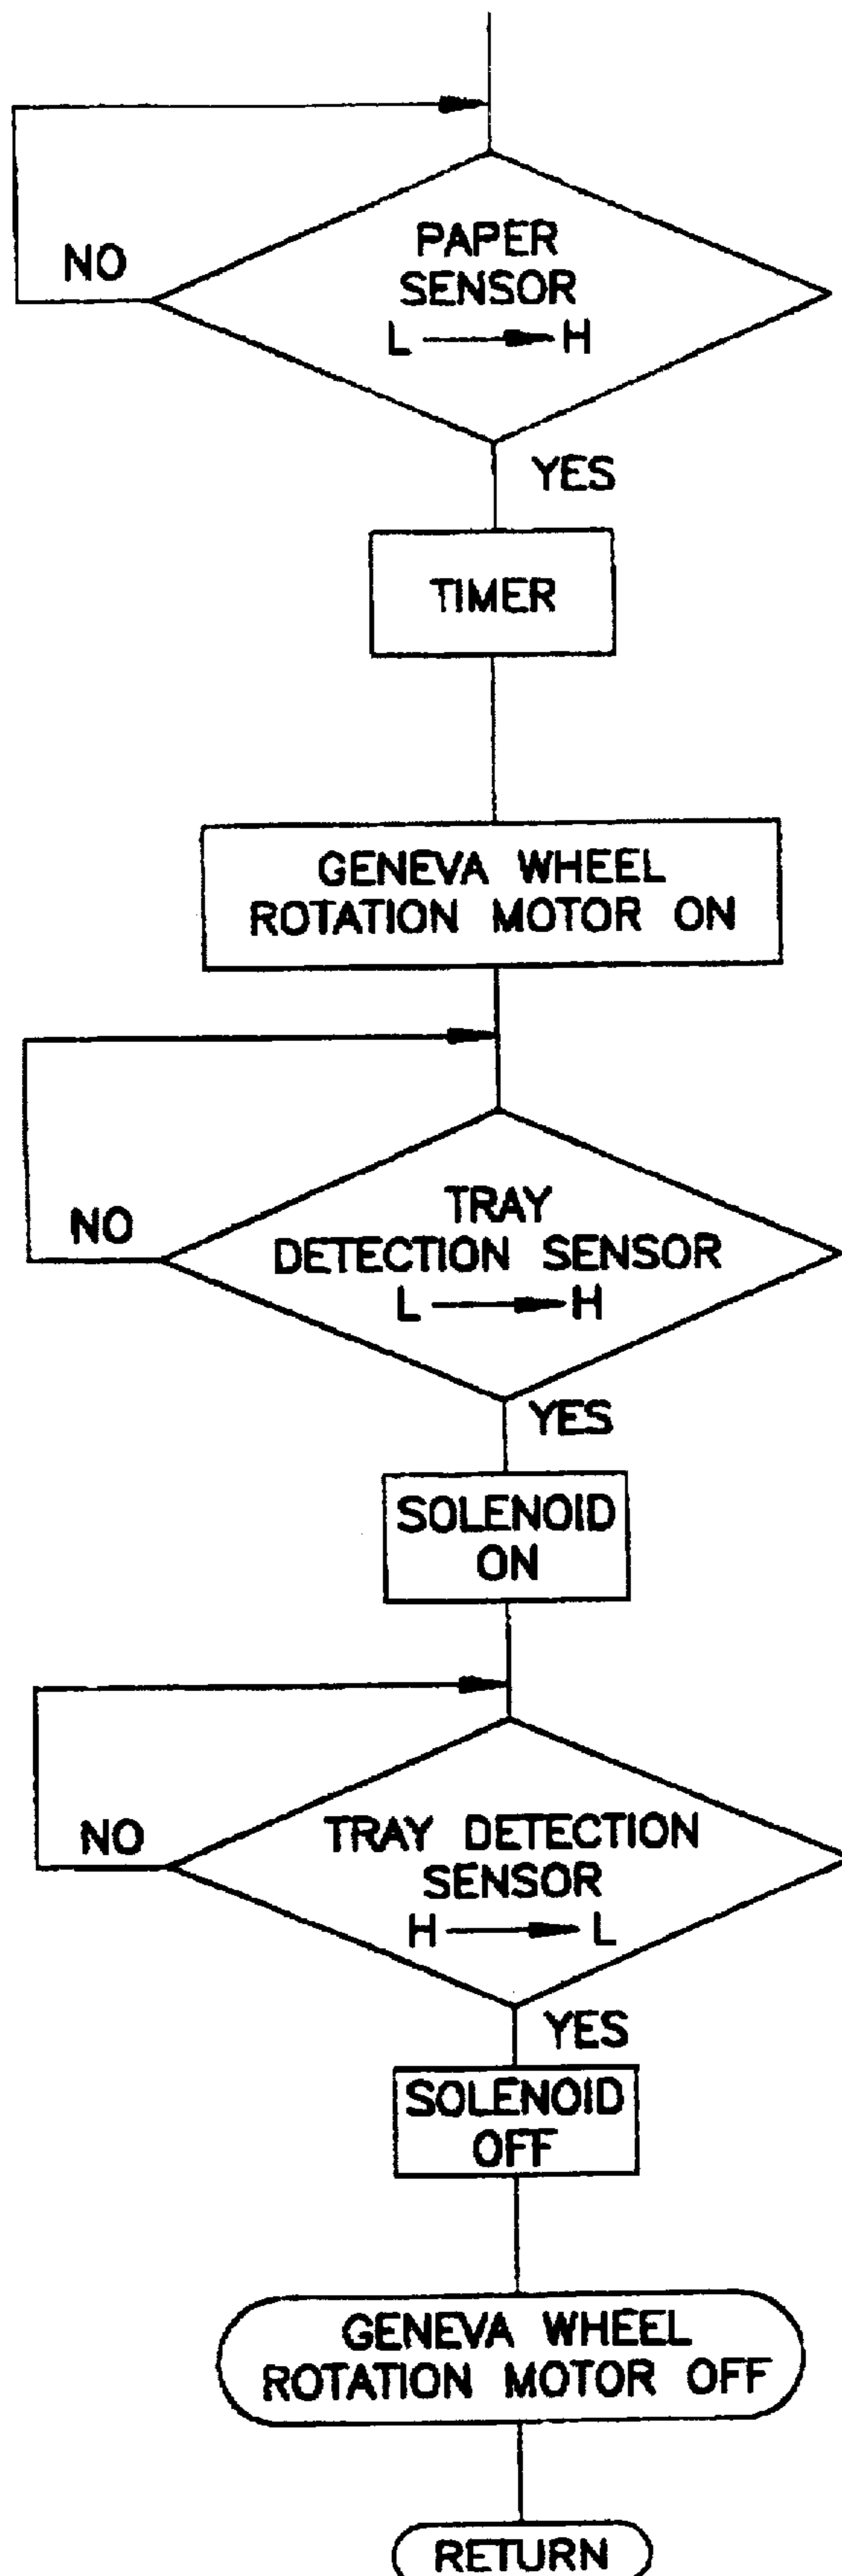 PAPER
SENSOR
L → H
NO
YES
TIMER
GENEVA WHEEL
ROTATION MOTOR ON
TRAY
DETECTION SENSOR
L → H
NO
YES
SOLENOID
ON
TRAY DETECTION
SENSOR
H → L
NO
YES
SOLENOID
OFF
GENEVA WHEEL
ROTATION MOTOR OFF
RETURN